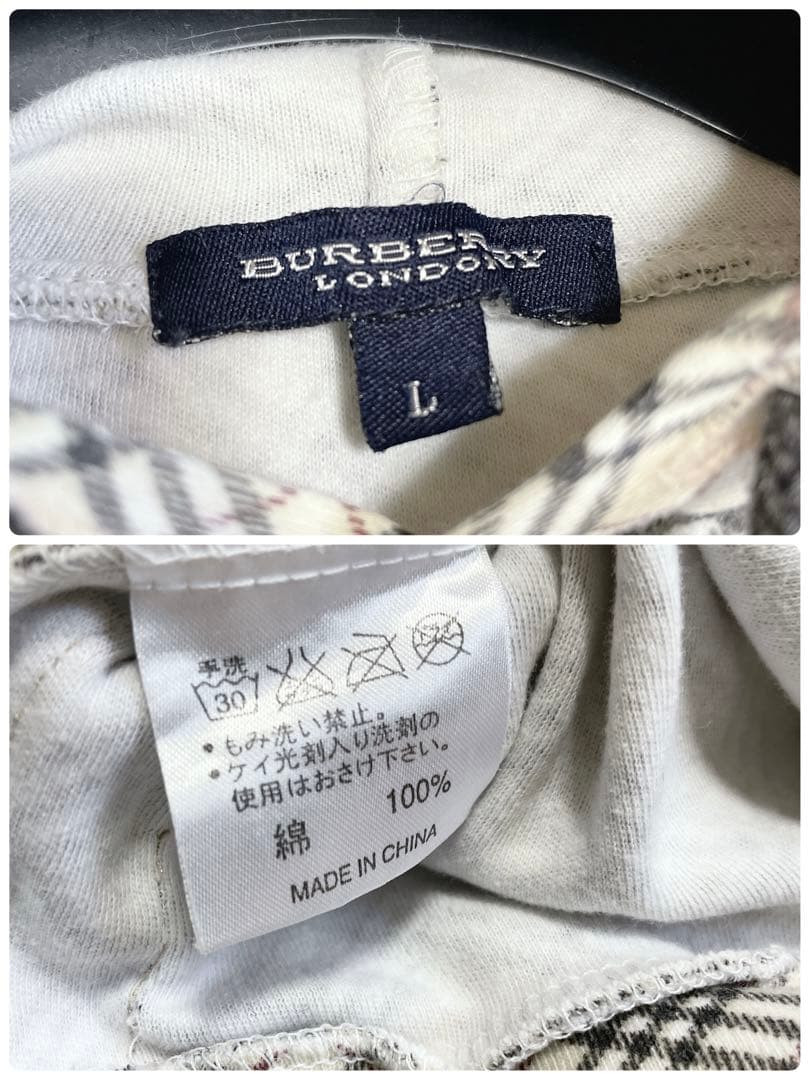 BURBERRY
LONDON
L
手洗
30
・もみ洗い禁止。
・ケイ光剤入り洗剤の
使用はおさけ下さい。
綿 100%
MADE IN CHINA